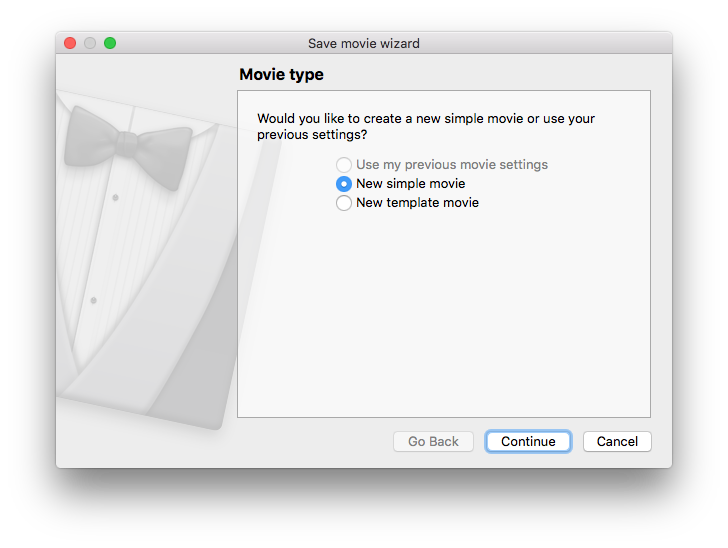 Save movie wizard
Movie type
Would you like to create a new simple movie or use your
previous settings?
Use my previous movie settings
New simple movie
New template movie
Go Back
Continue
Cancel